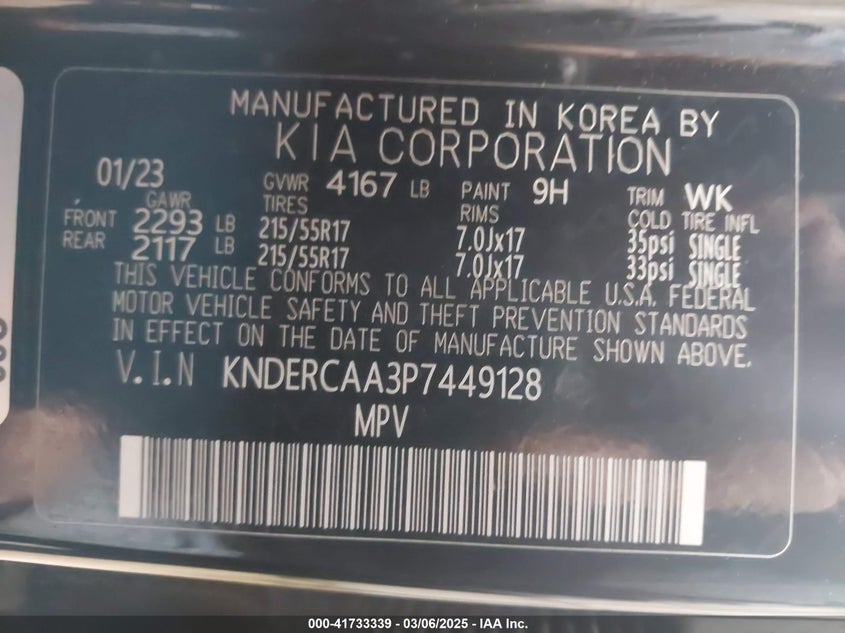 MANUFACTURED IN KOREA BY
KIA CORPORATION
01/23 GVWR 4167 LB PAINT 9H TRIM WK
GAWR TIRES RIMS COLD TIRE INFL
FRONT 2293 LB 215/55R17 7.0Jx17 35psi SINGLE
REAR 2117 LB 215/55R17 7.0Jx17 33psi SINGLE
THIS VEHICLE CONFORMS TO ALL APPLICABLE U.S.A. FEDERAL
MOTOR VEHICLE SAFETY AND THEFT PREVENTION STANDARDS
IN EFFECT ON THE DATE OF MANUFACTURE SHOWN ABOVE.
V.I.N KNDERCAA3P7449128
MPV
000-41733339 - 03/06/2025 - IAA Inc.